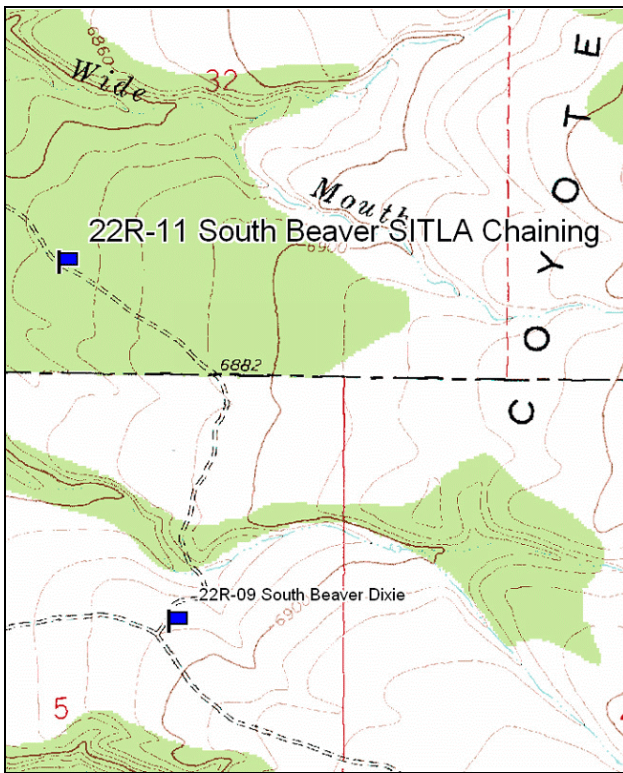 6860
Wide
32
Mouth
22R-11 South Beaver SITLA Chaining
6900
COYOTE
6882
22R-09 South Beaver Dixie
6900
5